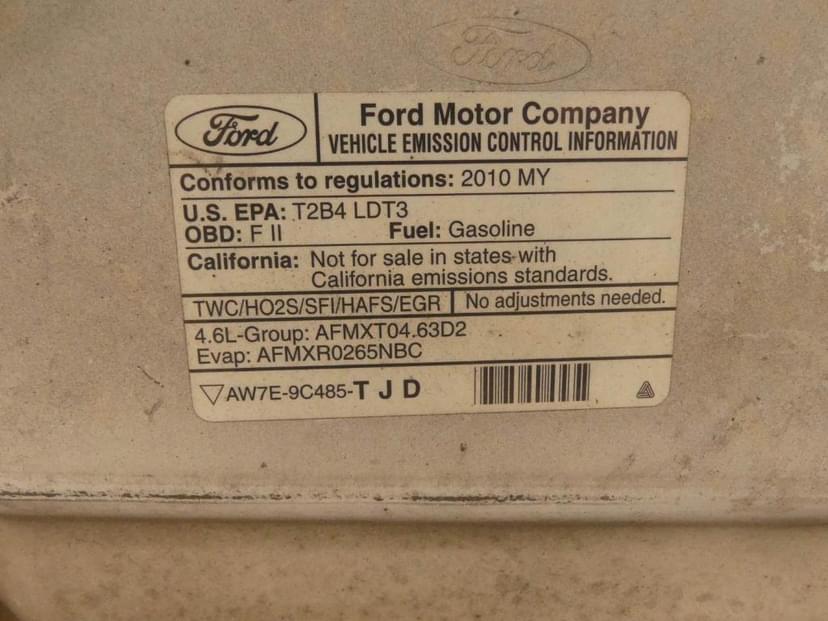 Ford
Ford
Ford Motor Company
VEHICLE EMISSION CONTROL INFORMATION
Conforms to regulations: 2010 MY
U.S. EPA: T2B4 LDT3
OBD: F II Fuel: Gasoline
California: Not for sale in states with
California emissions standards.
TWC/HO2S/SFI/HAFS/EGR No adjustments needed.
4.6L-Group: AFMXT04.63D2
Evap: AFMXR0265NBC
AW7E-9C485-T J D